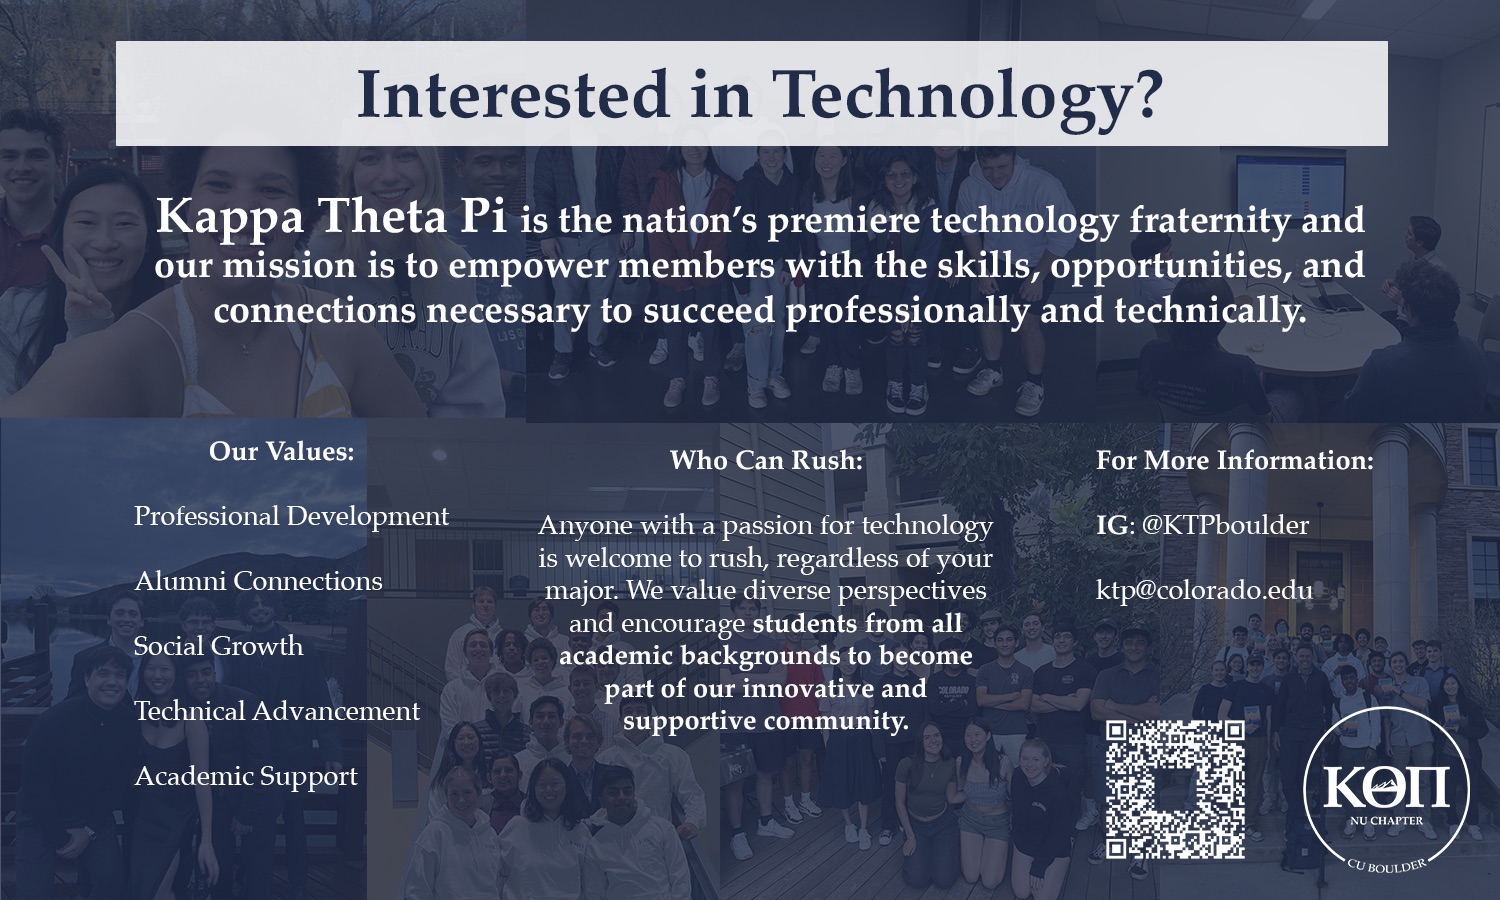 Interested in Technology?
Kappa Theta Pi is the nation's premiere technology fraternity and
our mission is to empower members with the skills, opportunities, and
connections necessary to succeed professionally and technically.
Our Values:
Professional Development
Alumni Connections
Social Growth
Technical Advancement
Academic Support
Who Can Rush:
Anyone with a passion for technology
is welcome to rush, regardless of your
major. We value diverse perspectives
and encourage students from all
academic backgrounds to become
part of our innovative and
supportive community.
For More Information:
IG: @KTPboulder
ktp@colorado.edu
ΚΘΠ
NU CHAPTER
CU BOULDER
COLORADO